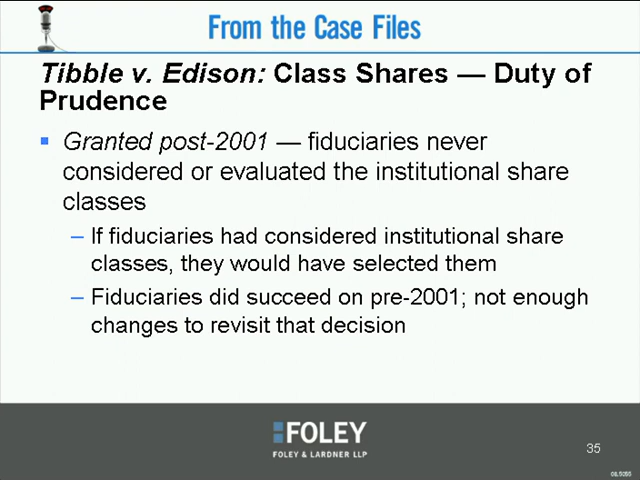 From the Case Files
Tibble v. Edison: Class Shares — Duty of
Prudence
▪ Granted post-2001 — fiduciaries never
considered or evaluated the institutional share
classes
– If fiduciaries had considered institutional share
classes, they would have selected them
– Fiduciaries did succeed on pre-2001; not enough
changes to revisit that decision
FOLEY
FOLEY & LARDNER LLP
35